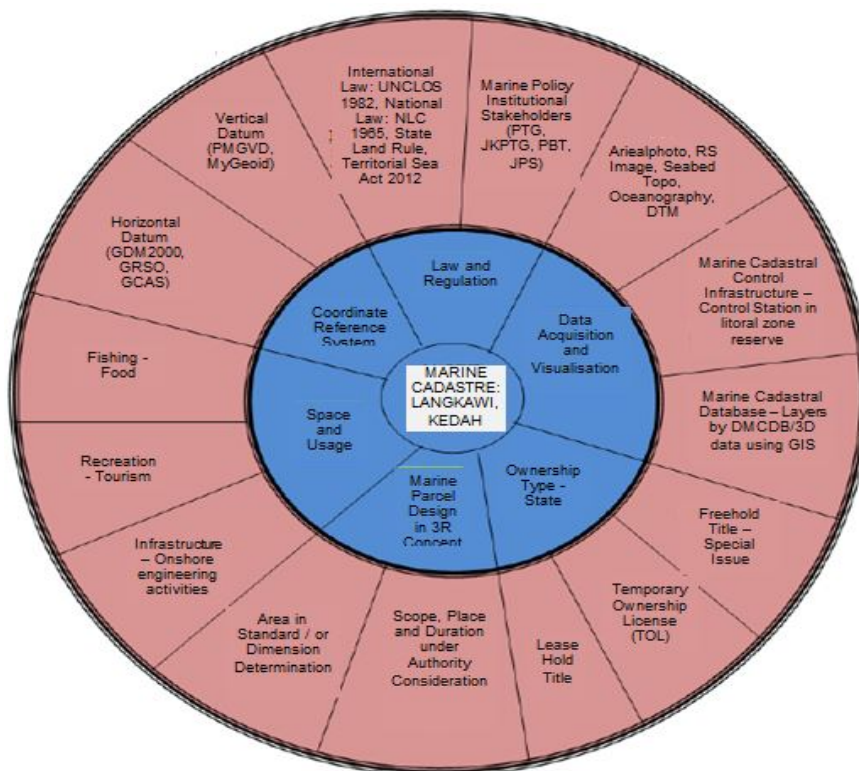 International
Law: UNCLOS
1982, National
Law: NLC
1965, State
Land Rule,
Territorial Sea
Act 2012
Marine Policy
Institutional
Stakeholders
(PTG,
JKPTG, PBT,
JPS)
Ariealphoto, RS
Image, Seabed
Topo,
Oceanography,
DTM
Marine Cadastral
Control
Infrastructure –
Control Station in
litoral zone
reserve
Marine Cadastral
Database – Layers
by DMCDB/3D
data using GIS
Freehold
Title –
Special
Issue
Temporary
Ownership
License
(TOL)
Lease
Hold
Title
Scope, Place
and Duration
under
Authority
Consideration
Area in
Standard / or
Dimension
Determination
Infrastructure
– Onshore
engineering
activities
Recreation
- Tourism
Fishing -
Food
Horizontal
Datum
(GDM2000,
GRSO,
GCAS)
Vertical
Datum
(PMGVD,
MyGeoid)
Law and
Regulation
Data
Acquisition
and
Visualisation
Ownership
Type -
State
Marine
Parcel
Design
in 3R
Concept
Space
and
Usage
Coordinate
Reference
System
MARINE
CADASTRE:
LANGKAWI,
KEDAH